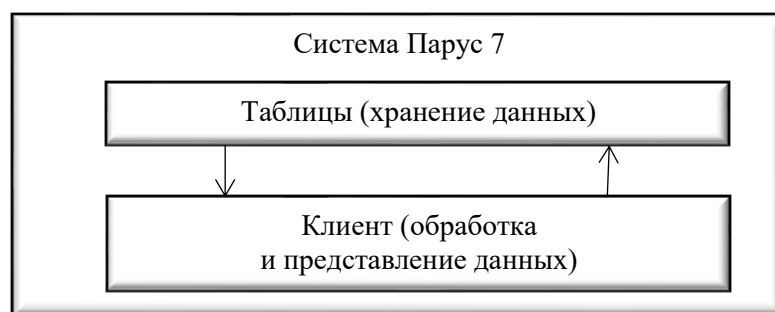 Система Парус 7
Таблицы (хранение данных)
Клиент (обработка
и представление данных)